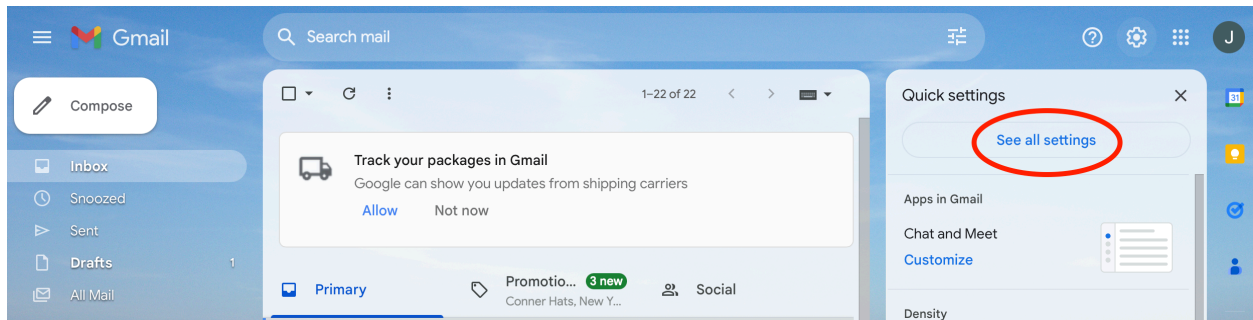 Gmail
Search mail
J
Compose
1–22 of 22
Quick settings
31
See all settings
Inbox
Track your packages in Gmail
Google can show you updates from shipping carriers
Snoozed
Apps in Gmail
Allow Not now
Sent
Chat and Meet
Drafts 1
Customize
All Mail
Primary
Promotio... 3 new
Conner Hats, New Y...
Social
Density